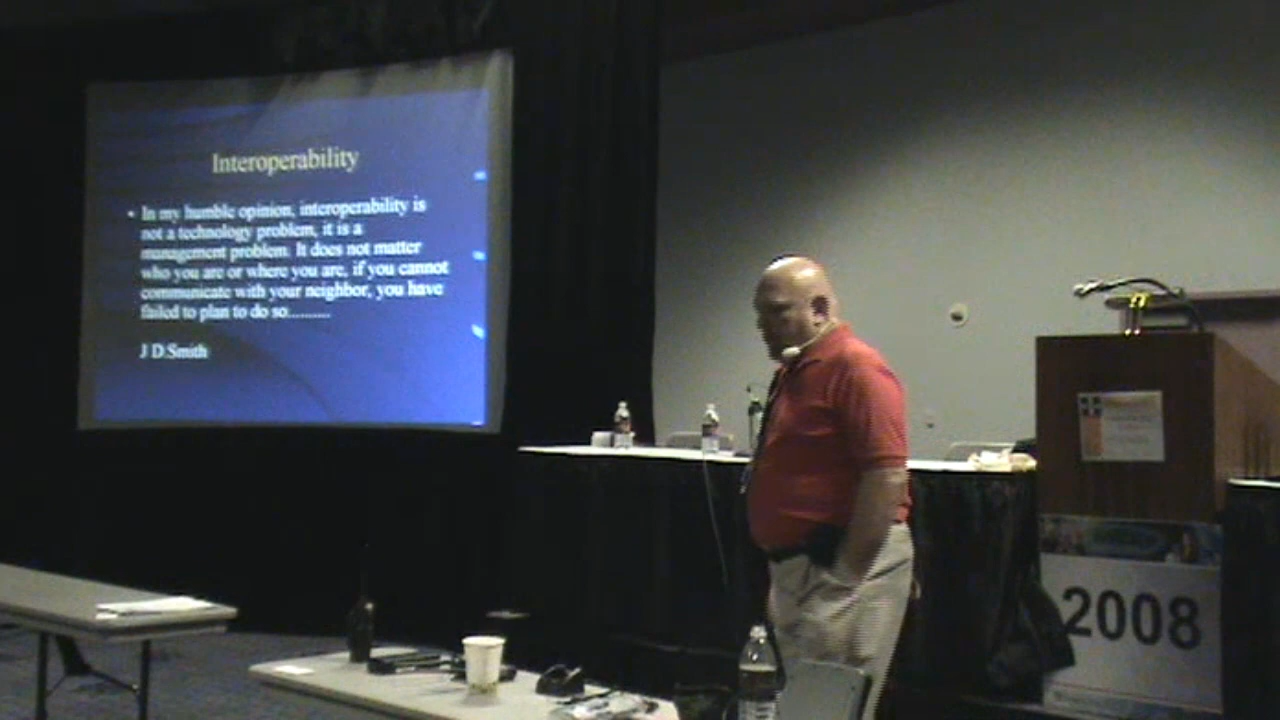 Interoperability
• In my humble opinion, interoperability is
not a technology problem, it is a
management problem. It does not matter
who you are or where you are, if you cannot
communicate with your neighbor, you have
failed to plan to do so..........
J D Smith
2008